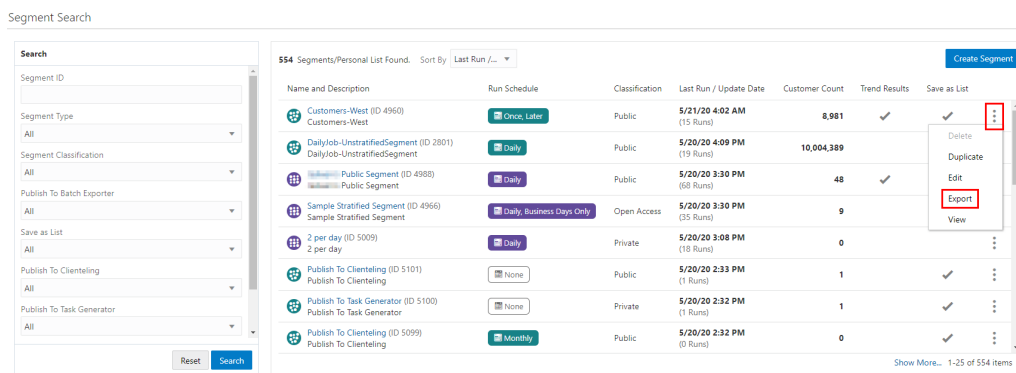 Segment Search
Search
Segment ID
Segment Type
All
Segment Classification
All
Publish To Batch Exporter
All
Save as List
All
Publish To Clienteling
All
Publish To Task Generator
All
Reset Search
554 Segments/Personal List Found. Sort By Last Run /... Create Segment
Name and Description Run Schedule Classification Last Run / Update Date Customer Count Trend Results Save as List
Customers-West (ID 4960)
Customers-West
Once, Later
Public
5/21/20 4:02 AM
(15 Runs)
8,981
DailyJob-UnstratifiedSegment (ID 2801)
DailyJob-UnstratifiedSegment
Daily
Public
5/20/20 4:09 PM
(19 Runs)
10,004,389
Public Segment (ID 4988)
Public Segment
Daily
Public
5/20/20 3:30 PM
(68 Runs)
48
Sample Stratified Segment (ID 4966)
Sample Stratified Segment
Daily, Business Days Only
Open Access
5/20/20 3:30 PM
(35 Runs)
9
2 per day (ID 5009)
2 per day
Daily
Private
5/20/20 3:08 PM
(18 Runs)
0
Publish To Clienteling (ID 5101)
Publish To Clienteling
None
Public
5/20/20 2:33 PM
(1 Runs)
1
Publish To Task Generator (ID 5100)
Publish To Task Generator
None
Private
5/20/20 2:32 PM
(1 Runs)
1
Publish To Clienteling (ID 5099)
Publish To Clienteling
Monthly
Public
5/20/20 2:32 PM
(0 Runs)
0
Delete
Duplicate
Edit
Export
View
Show More... 1-25 of 554 items